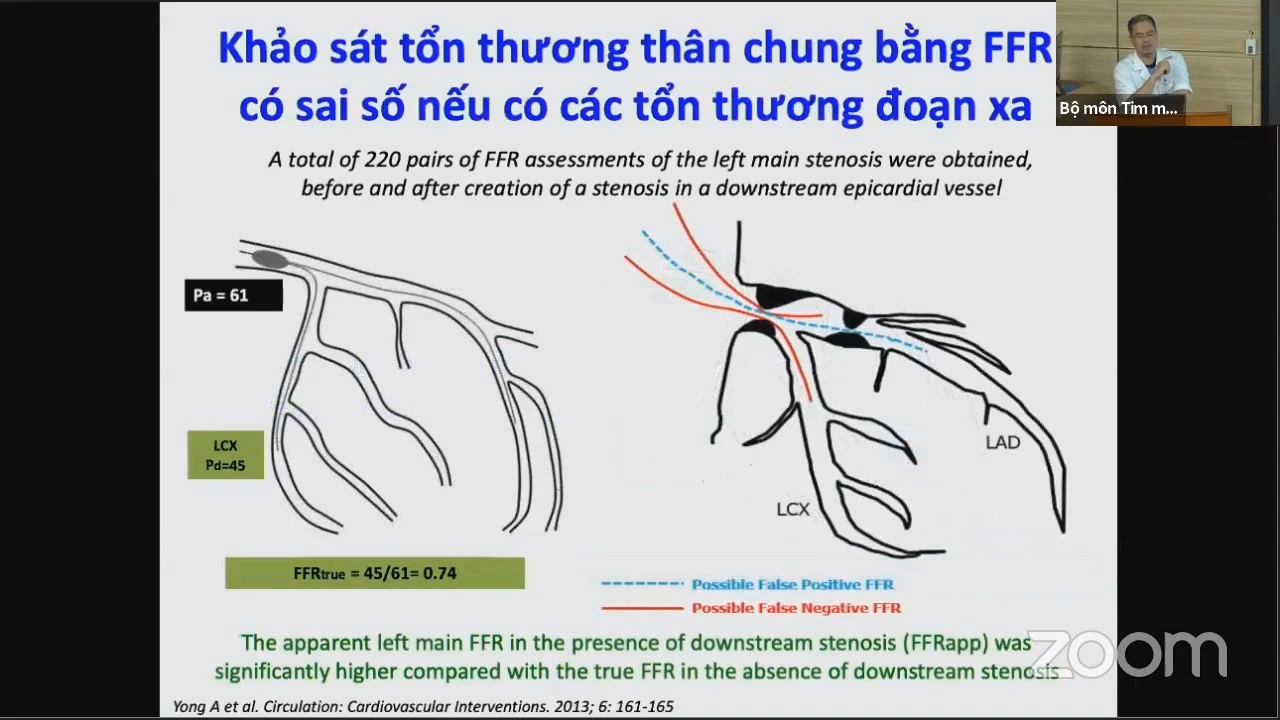 Khảo sát tổn thương thân chung bằng FFR
có sai số nếu có các tổn thương đoạn xa
Bộ môn Tim m...
A total of 220 pairs of FFR assessments of the left main stenosis were obtained,
before and after creation of a stenosis in a downstream epicardial vessel
Pa = 61
LCX
Pd=45
FFRtrue = 45/61= 0.74
LAD
LCX
Possible False Positive FFR
Possible False Negative FFR
The apparent left main FFR in the presence of downstream stenosis (FFRapp) was
significantly higher compared with the true FFR in the absence of downstream stenosis
zoom
Yong A et al. Circulation: Cardiovascular Interventions. 2013; 6: 161-165